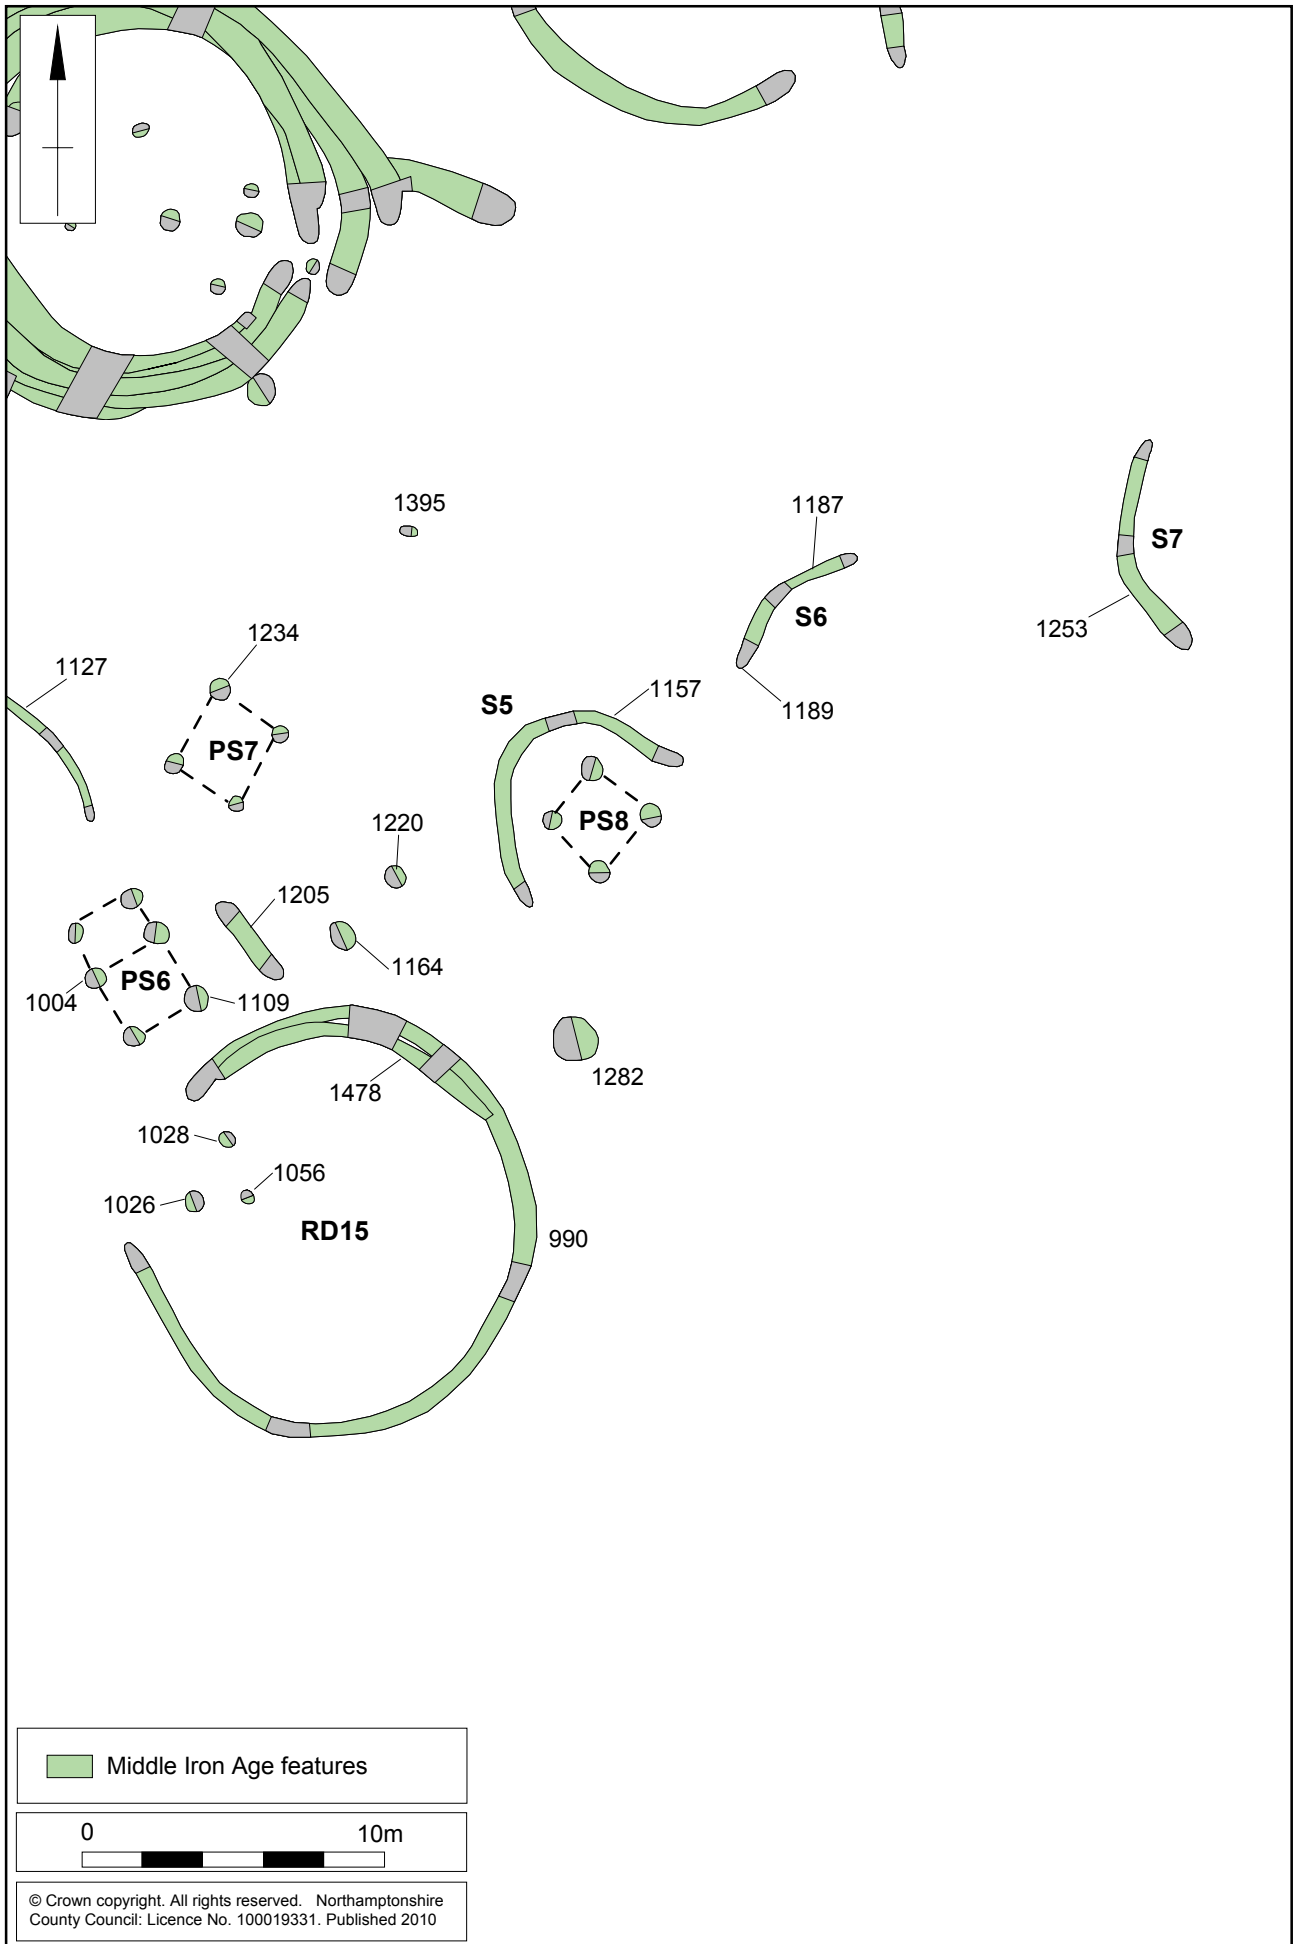 1395
1187
S7
S6
1253
1234
1127
1157
S5
1189
PS7
PS8
1220
1205
1164
PS6
1004
1109
1282
1478
1028
1056
1026
RD15
990
Middle Iron Age features
0 10m
© Crown copyright. All rights reserved. Northamptonshire
County Council: Licence No. 100019331. Published 2010